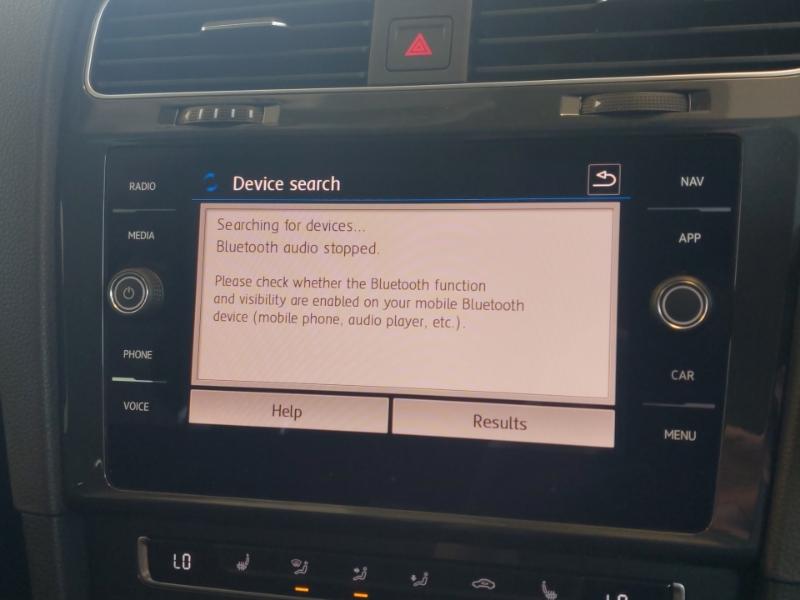 RADIO
MEDIA
PHONE
VOICE
Device search
Searching for devices...
Bluetooth audio stopped.
Please check whether the Bluetooth function
and visibility are enabled on your mobile Bluetooth
device (mobile phone, audio player, etc.).
Help
Results
NAV
APP
CAR
MENU
LO
LO